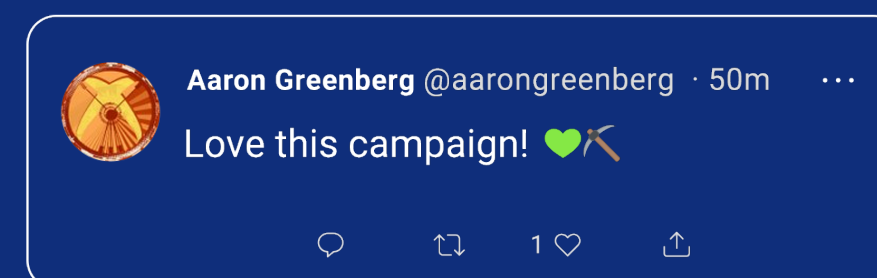 Aaron Greenberg @aarongreenberg · 50m ...
Love this campaign! 💚⛏️
1